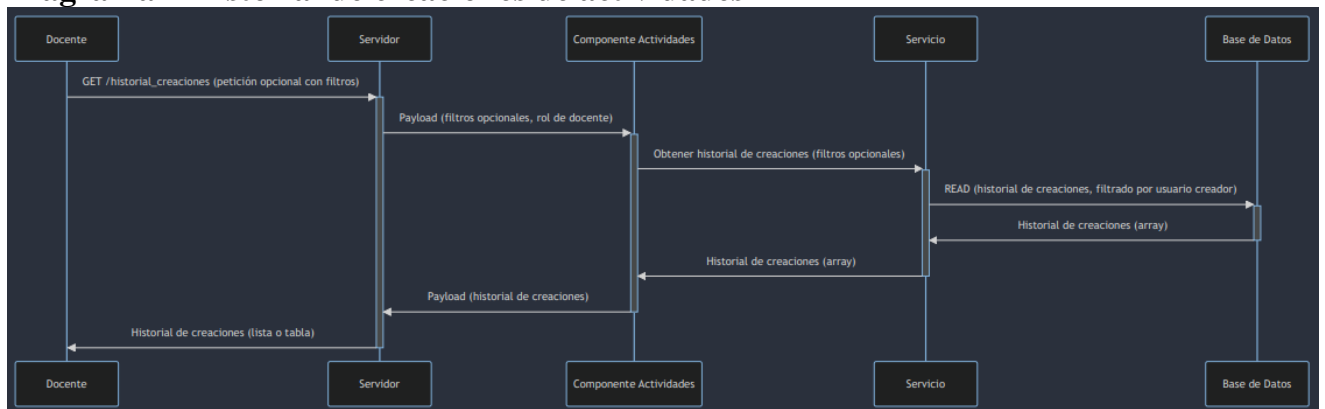 Docente
Servidor
Componente Actividades
Servicio
Base de Datos
GET /historial_creaciones (petición opcional con filtros)
Payload (filtros opcionales, rol de docente)
Obtener historial de creaciones (filtros opcionales)
READ (historial de creaciones, filtrado por usuario creador)
Historial de creaciones (array)
Historial de creaciones (array)
Payload (historial de creaciones)
Historial de creaciones (lista o tabla)
Docente
Servidor
Componente Actividades
Servicio
Base de Datos